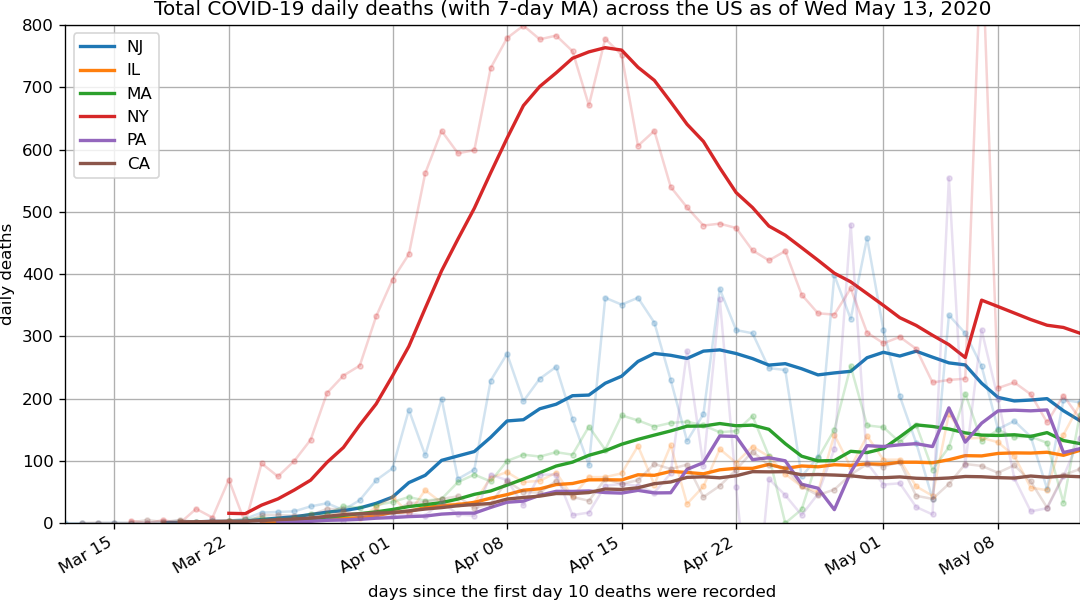 Total COVID-19 daily deaths (with 7-day MA) across the US as of Wed May 13, 2020
800
700
600
500
400
300
200
100
0
daily deaths
NJ
IL
MA
NY
PA
CA
Mar 15
Mar 22
Apr 01
Apr 08
Apr 15
Apr 22
May 01
May 08
days since the first day 10 deaths were recorded